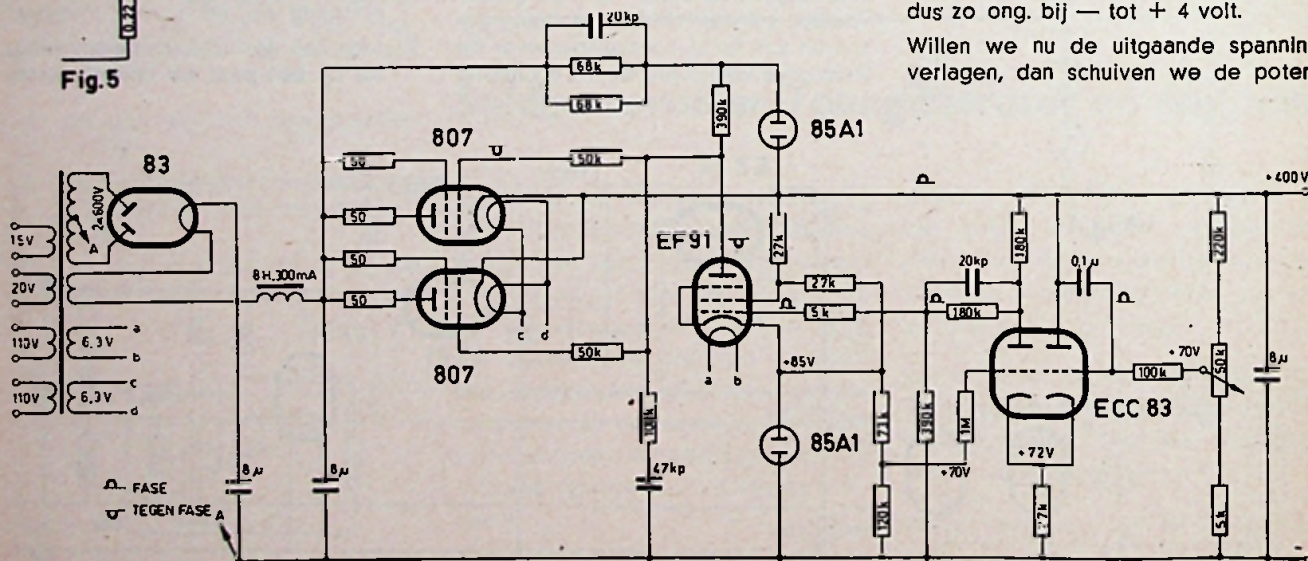 0.22
Fig.5
dus zo ong. bij — tot + 4 volt.
Willen we nu de uitgaande spannin
verlagen, dan schuiven we de poten
20kp
68k
68k
390k
85A1
83
807
50
50k
2x600V
A
+400V
15V
50
180k
220k
EF91
27k
20V
8H.300mA
50
27k
20kp
0,1µ
5k
180k
50
110V
6,3V
a
b
c
d
50k
+70V
50k
100k
110V
6,3V
c
d
807
a
b
+85V
ECC 83
100k
390k
1M
85A1
+72V
8µ
8µ
8µ
47kp
+70V
120k
5k
FASE
TEGEN FASE
A